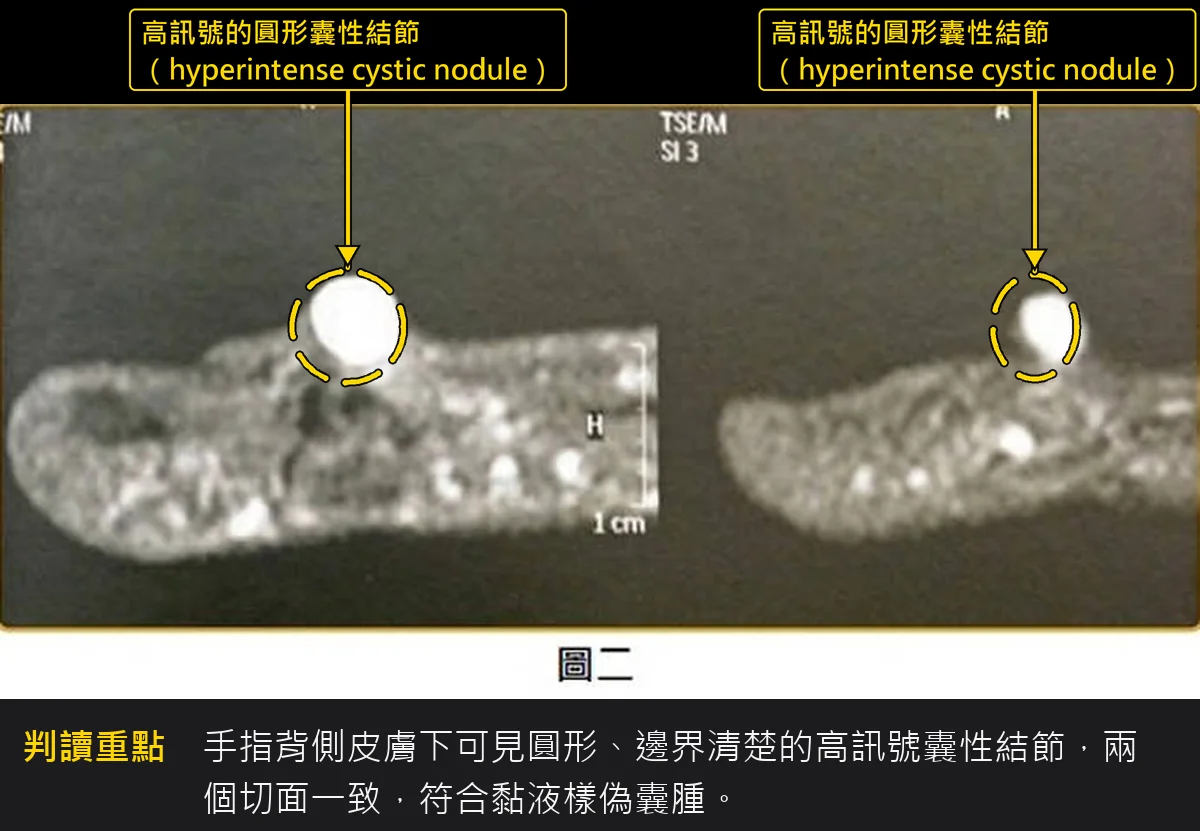 高訊號的圓形囊性結節
（hyperintense cystic nodule）
高訊號的圓形囊性結節
（hyperintense cystic nodule）
E/M
TSE/M
SI 3
A
H
1 cm
圖二
判讀重點
手指背側皮膚下可見圓形、邊界清楚的高訊號囊性結節，兩
個切面一致，符合黏液樣偽囊腫。